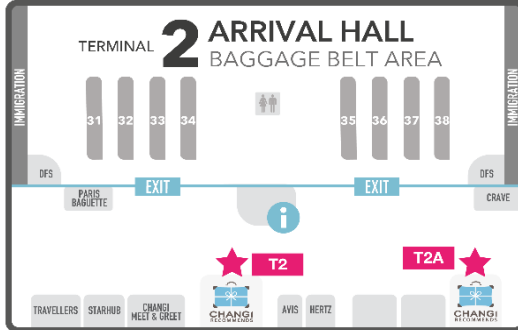 TERMINAL 2 ARRIVAL HALL
BAGGAGE BELT AREA
IMMIGRATION
IMMIGRATION
31 32 33 34
35 36 37 38
DFS
DFS
EXIT
EXIT
PARIS
BAGUETTE
CRAVE
i
T2
T2A
TRAVELLERS
STARHUB
CHANGI
MEET & GREET
CHANGI
RECOMMENDS
AVIS
HERTZ
CHANGI
RECOMMENDS